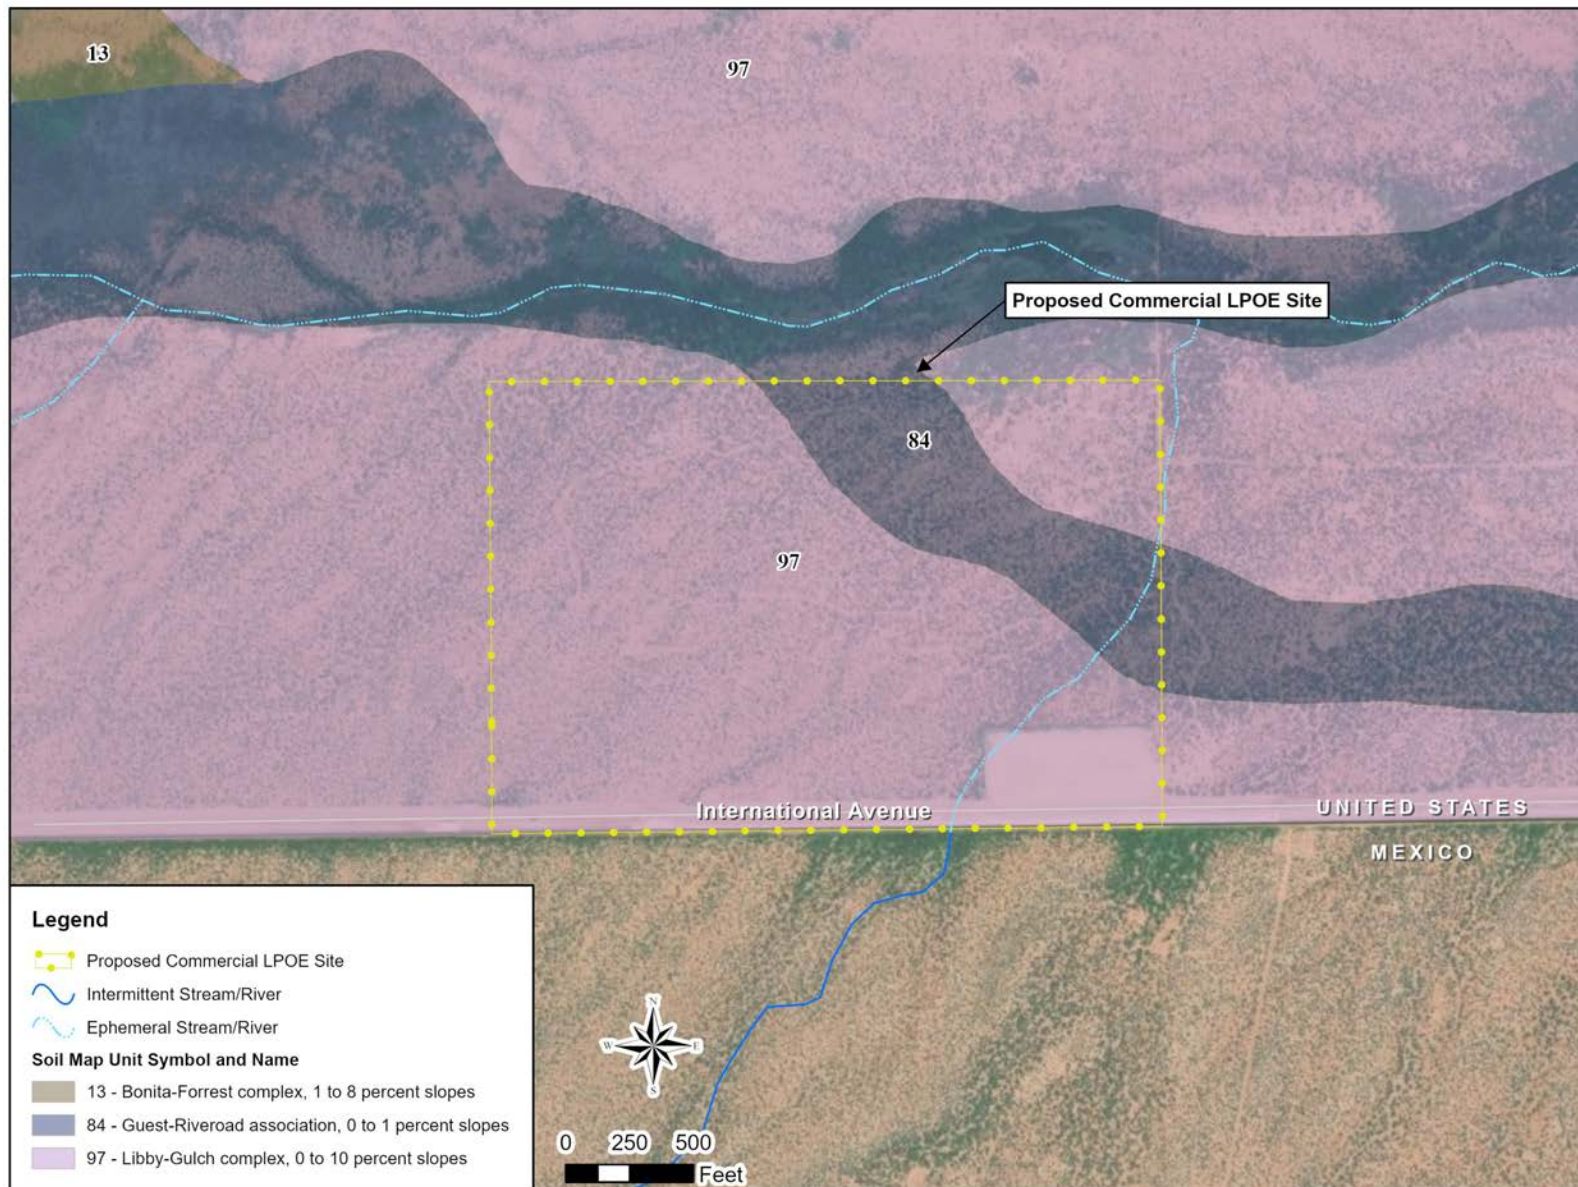 13
97
Proposed Commercial LPOE Site
84
97
International Avenue
UNITED STATES
MEXICO
Legend
Proposed Commercial LPOE Site
Intermittent Stream/River
Ephemeral Stream/River
Soil Map Unit Symbol and Name
13 - Bonita-Forrest complex, 1 to 8 percent slopes
84 - Guest-Riveroad association, 0 to 1 percent slopes
97 - Libby-Gulch complex, 0 to 10 percent slopes
N
W E
S
0 250 500
Feet